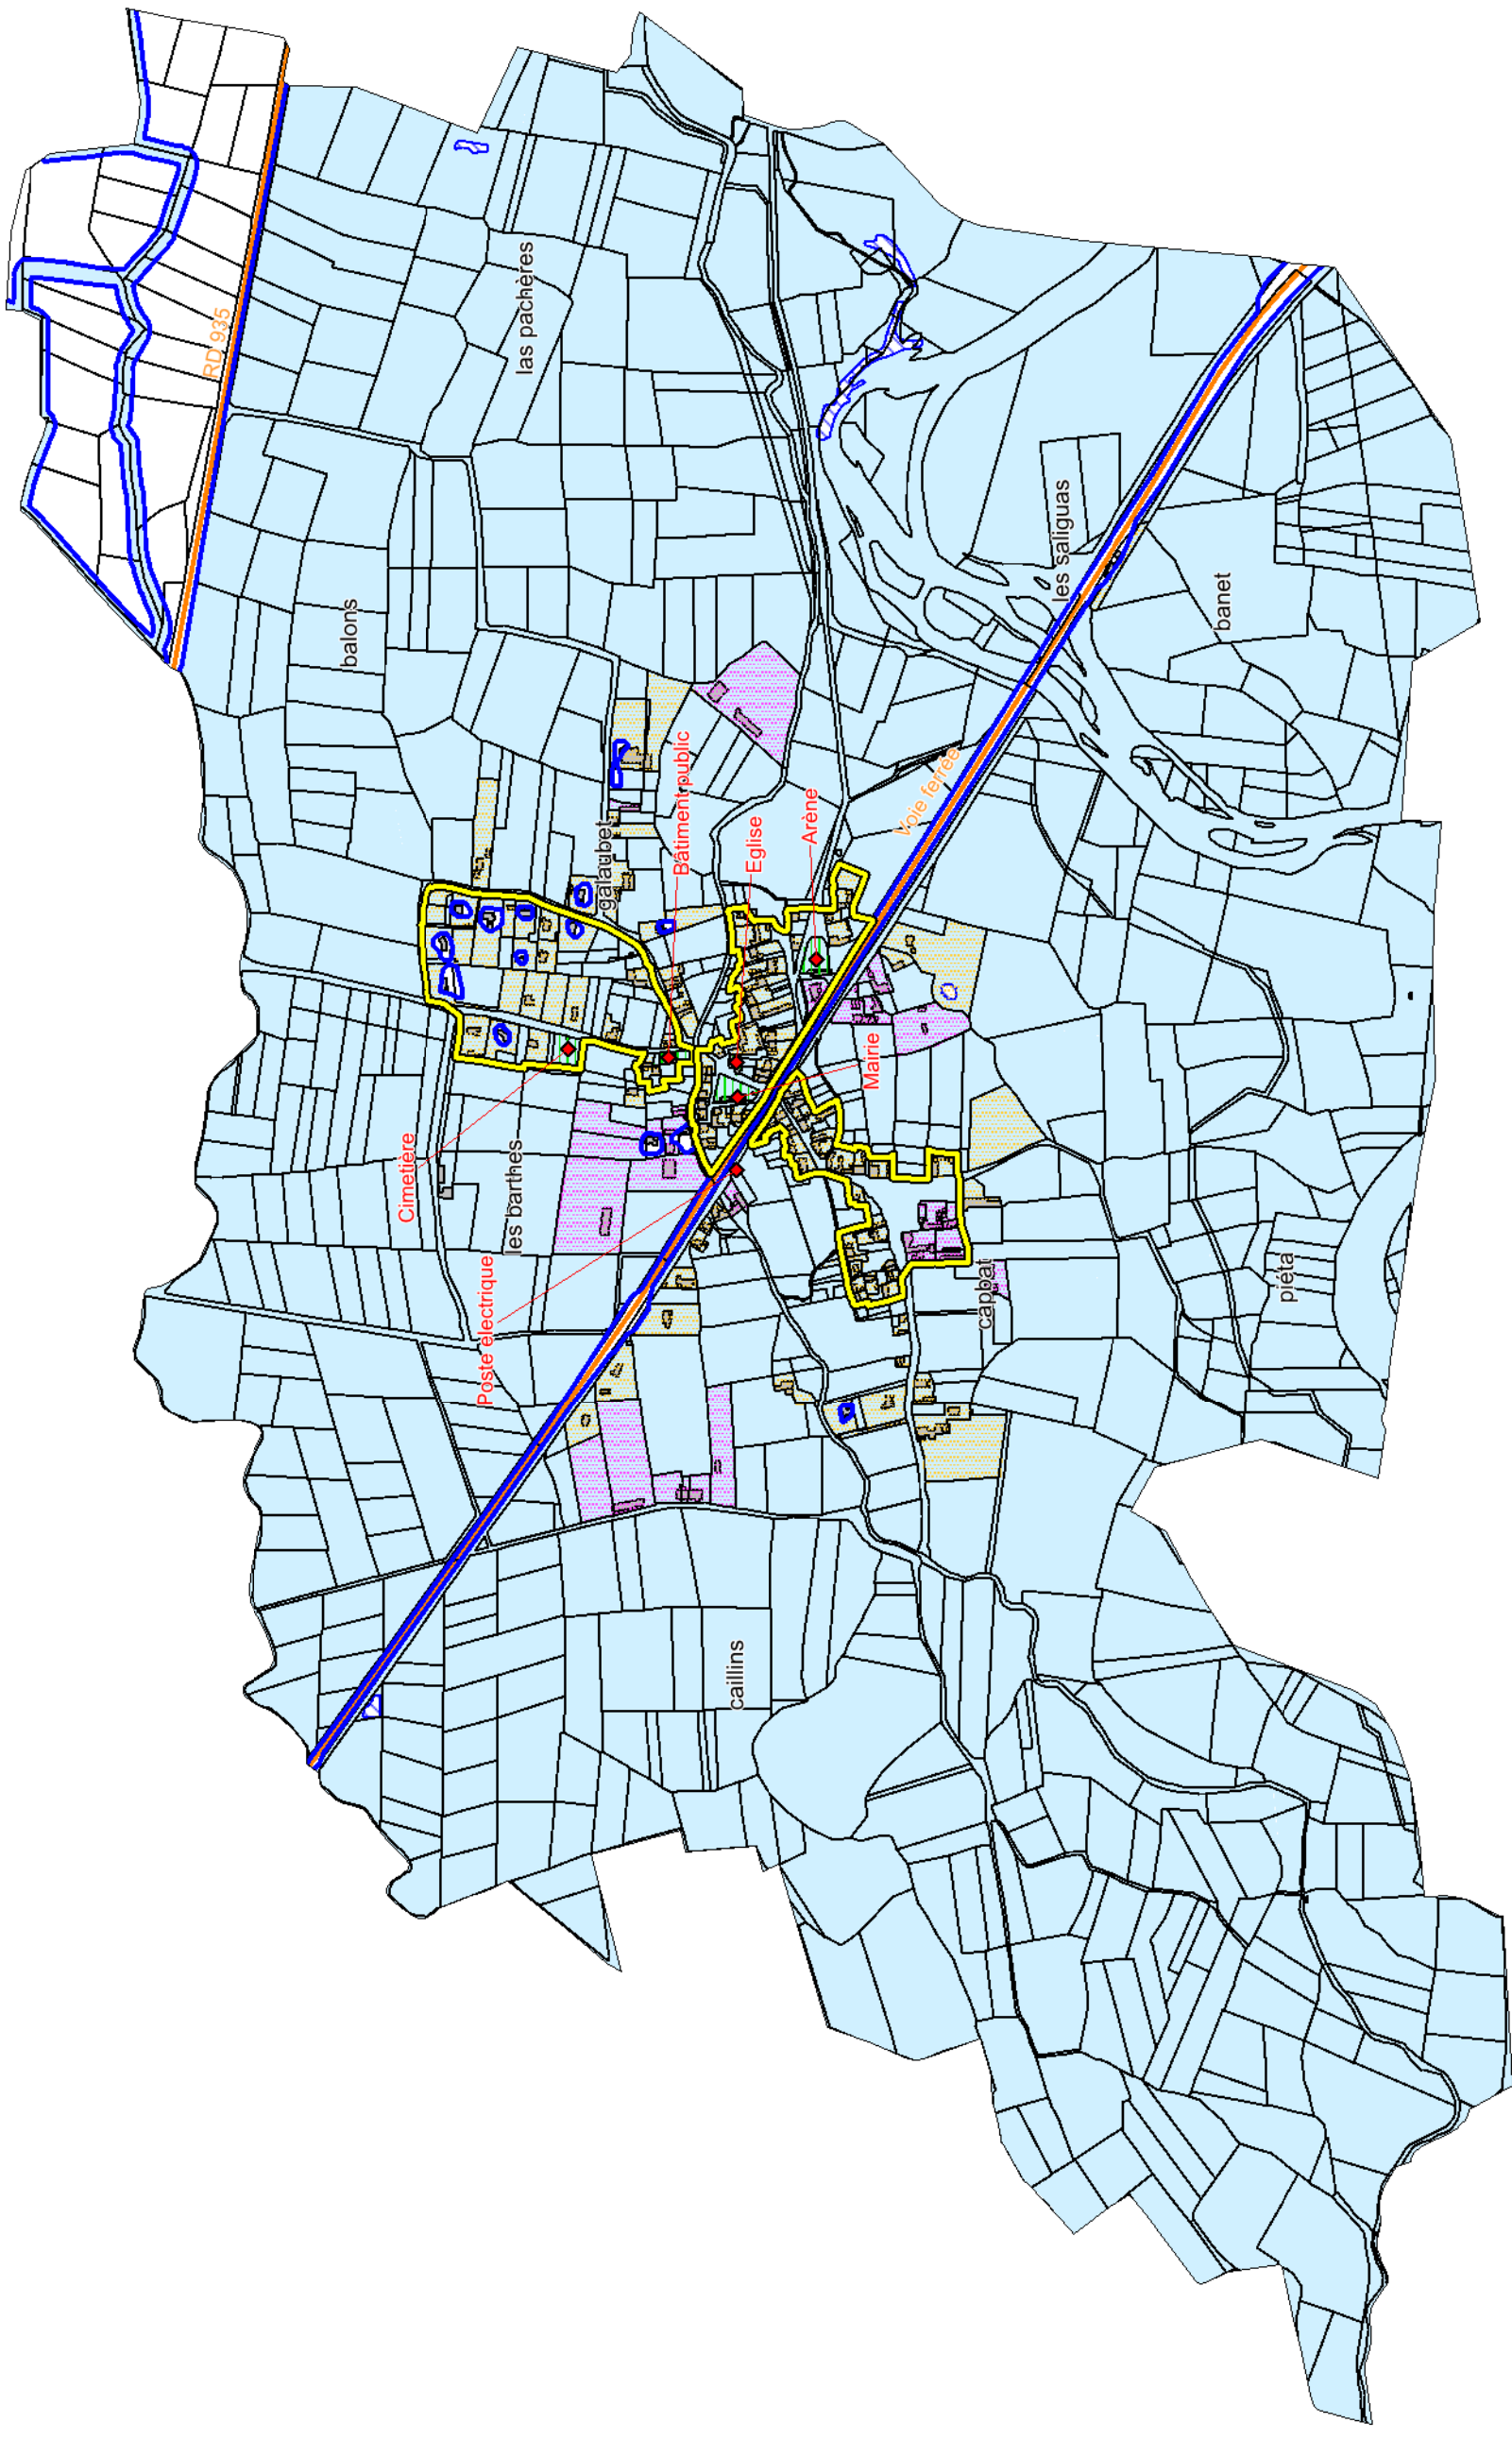 RD 935
las pachères
balons
les saliguas
banet
galaubet
Bâtiment public
Eglise
Arène
Voie ferrée
Cimetière
les barthes
Mairie
Poste electrique
capbat
piéta
caillins